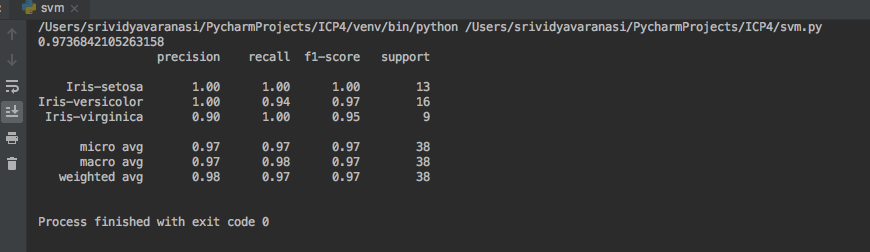 svm ×
/Users/srividyavaranasi/PycharmProjects/ICP4/venv/bin/python /Users/srividyavaranasi/PycharmProjects/ICP4/svm.py
0.9736842105263158
precision recall f1-score support
Iris-setosa 1.00 1.00 1.00 13
Iris-versicolor 1.00 0.94 0.97 16
Iris-virginica 0.90 1.00 0.95 9
micro avg 0.97 0.97 0.97 38
macro avg 0.97 0.98 0.97 38
weighted avg 0.98 0.97 0.97 38
Process finished with exit code 0